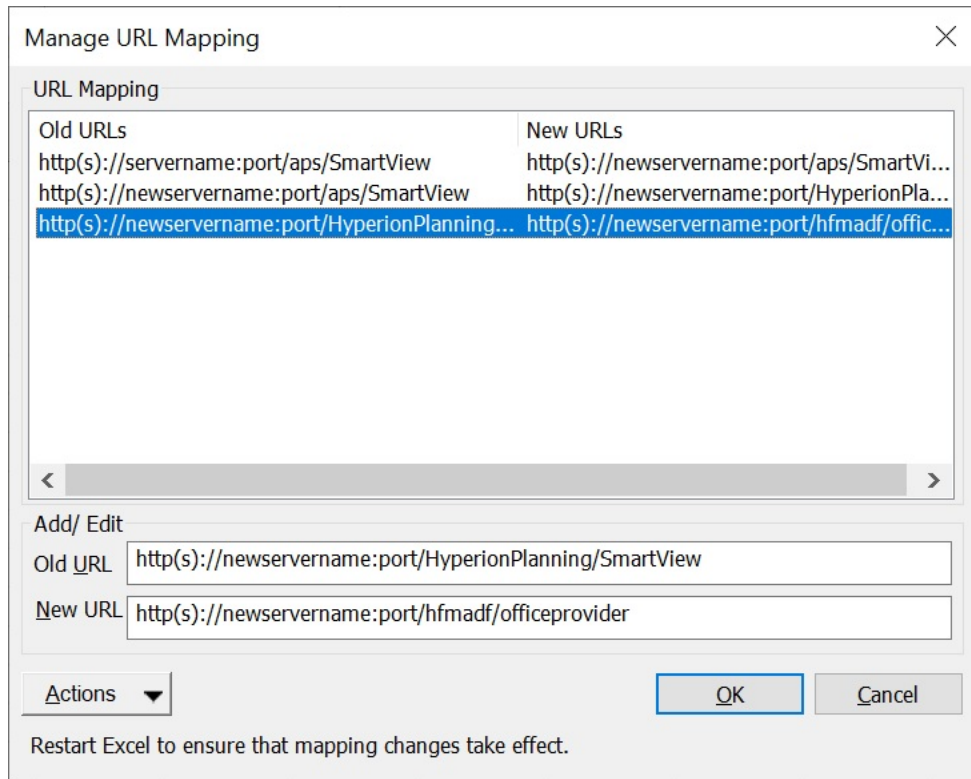 Manage URL Mapping
URL Mapping
Old URLs New URLs
http(s)://servername:port/aps/SmartView http(s)://newservername:port/aps/SmartVi...
http(s)://newservername:port/aps/SmartView http(s)://newservername:port/HyperionPla...
http(s)://newservername:port/HyperionPlanning... http(s)://newservername:port/hfmadf/offic...
Add/ Edit
Old URL http(s)://newservername:port/HyperionPlanning/SmartView
New URL http(s)://newservername:port/hfmadf/officeprovider
Actions OK Cancel
Restart Excel to ensure that mapping changes take effect.